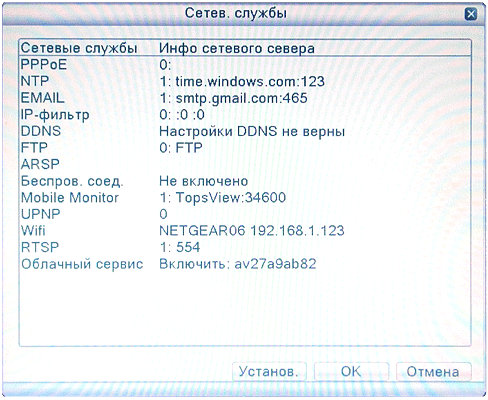 Сетев. службы
Сетевые службы Инфо сетевого севера
PPPoE 0:
NTP 1: time.windows.com:123
EMAIL 1: smtp.gmail.com:465
IP-фильтр 0: :0 :0
DDNS Настройки DDNS не верны
FTP 0: FTP
ARSP
Беспров. соед. Не включено
Mobile Monitor 1: TopsView:34600
UPNP 0
Wifi NETGEAR06 192.168.1.123
RTSP 1: 554
Облачный сервис Включить: av27a9ab82
Установ. OK Отмена